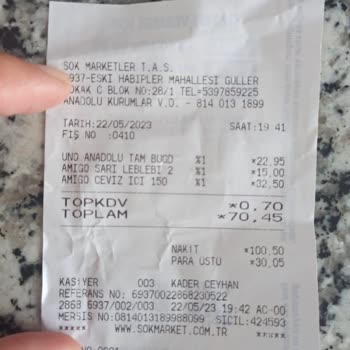 SOK MARKETLER T.A.S.
6937-ESKI HABIPLER MAHALLESI GULLER
SOKAK C BLOK NO:28/1 TEL=5397859225
ANADOLU KURUMLAR V.D. - 814 013 1899
TARIH:22/05/2023 SAAT:19 41
FIS NO :0410
UNO ANADOLU TAM BUGD %1 *22,95
AMIGO SARI LEBLEBI 2 %1 *15,00
AMIGO CEVIZ ICI 150 %1 *32,50
TOPKDV *0,70
TOPLAM *70,45
NAKIT *100,50
PARA USTU *30,05
KASIYER 003 KADER CEYHAN
REFERANS NO: 69370022868230522
2868 6937/002/003 22/05/23 19:42 AC-00
MERSIS NO:0814013189988099 SICIL:424593
***** WWW.SOKMARKET.COM.TR *****